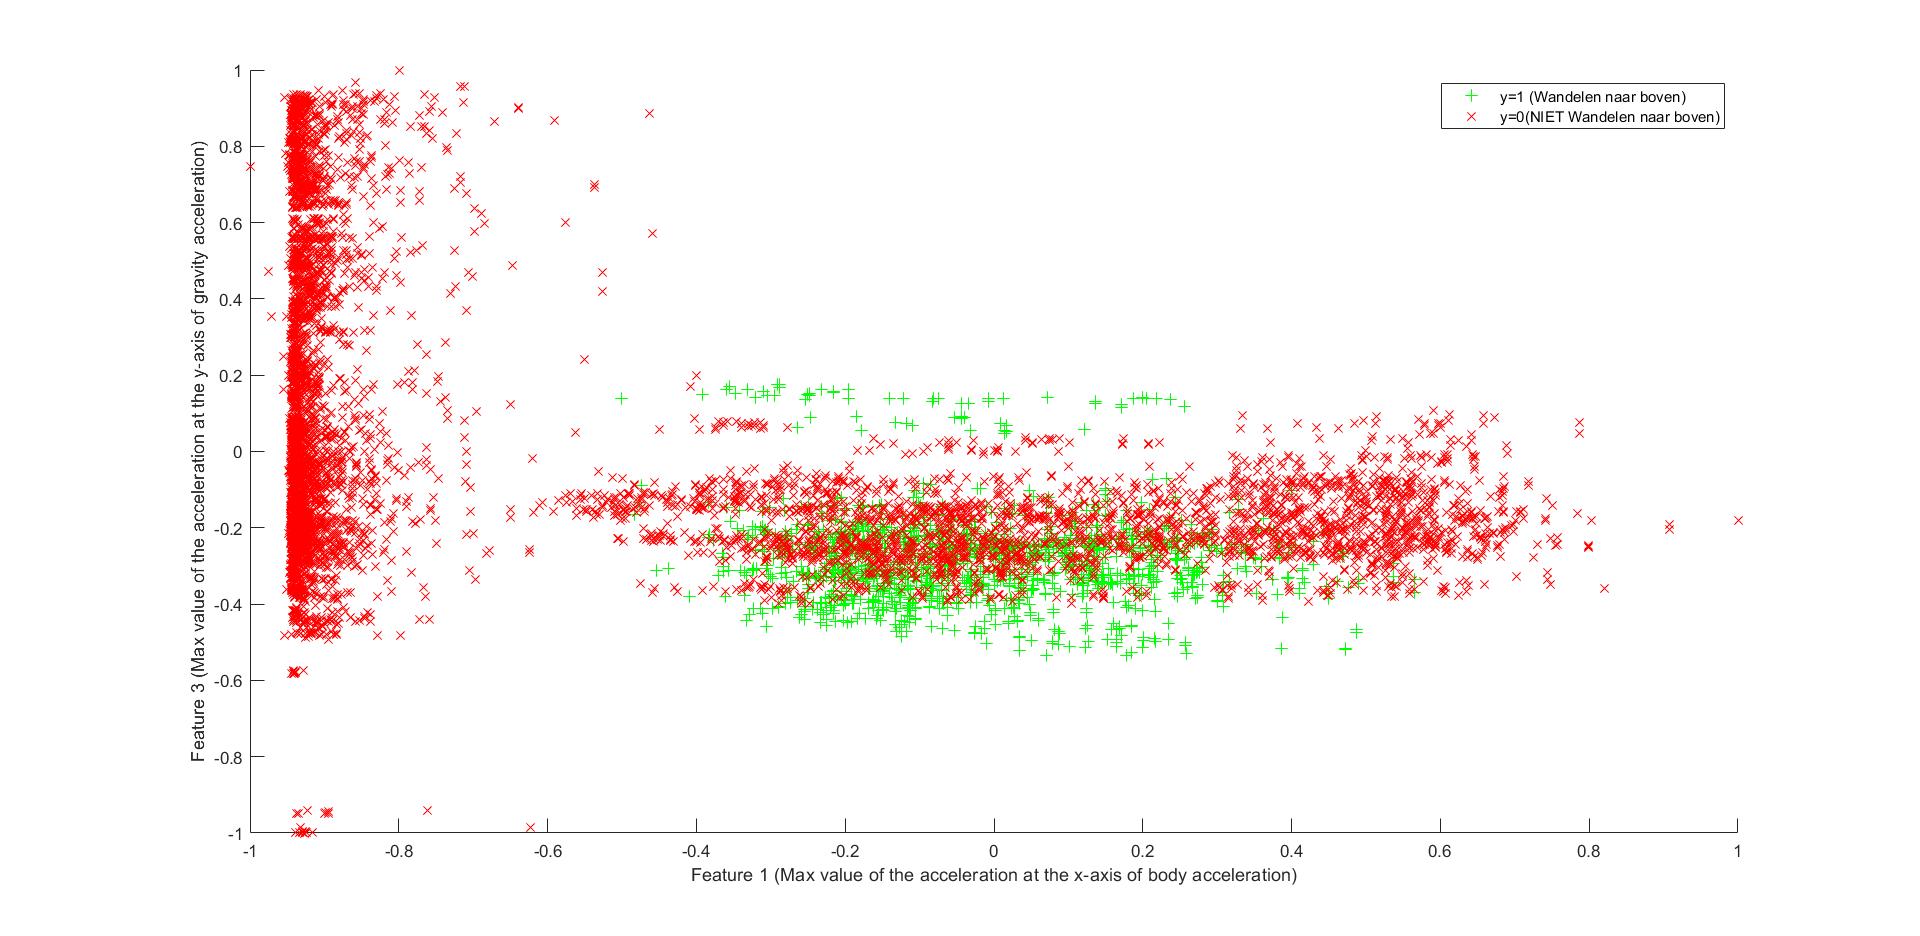 y=1 (Wandelen naar boven)
y=0(NIET Wandelen naar boven)
Feature 3 (Max value of the acceleration at the y-axis of gravity acceleration)
1
0.8
0.6
0.4
0.2
0
-0.2
-0.4
-0.6
-0.8
-1
-1 -0.8 -0.6 -0.4 -0.2 0 0.2 0.4 0.6 0.8 1
Feature 1 (Max value of the acceleration at the x-axis of body acceleration)